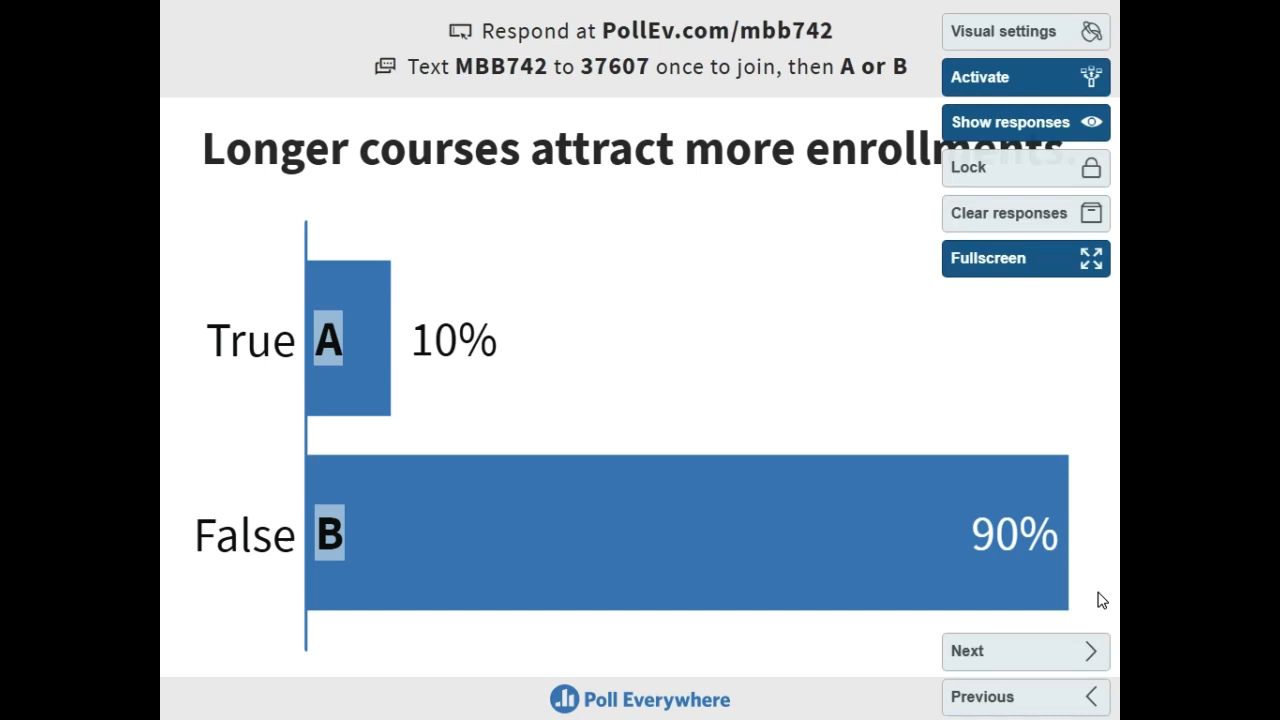 Respond at PollEv.com/mbb742
Text MBB742 to 37607 once to join, then A or B
Visual settings
Activate
Show responses
Lock
Clear responses
Fullscreen
Longer courses attract more enrollments.
True A 10%
False B 90%
Next
Previous
Poll Everywhere